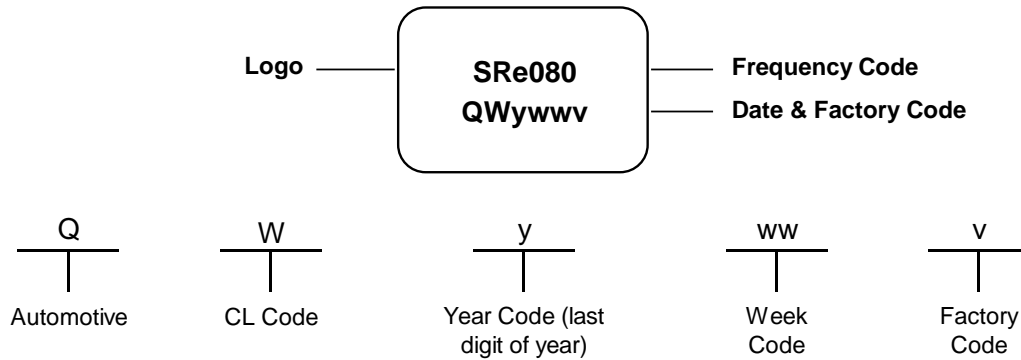 Logo
SRe080
Frequency Code
QWywwv
Date & Factory Code
Q
W
y
ww
v
Automotive
CL Code
Year Code (last
digit of year)
Week
Code
Factory
Code